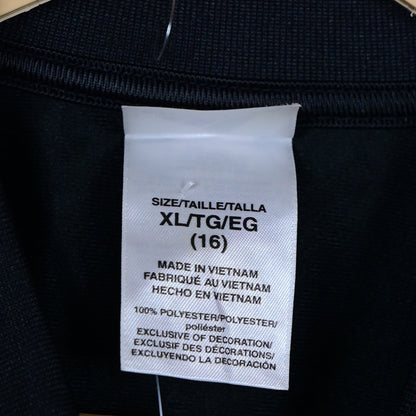 SIZE/TAILLE/TALLA
XL/TG/EG
(16)
MADE IN VIETNAM
FABRIQUÉ AU VIETNAM
HECHO EN VIETNAM
100% POLYESTER/POLYESTER/
poliéster
EXCLUSIVE OF DECORATION/
EXCLUSIF DES DÉCORATIONS/
EXCLUYENDO LA DECORACIÓN